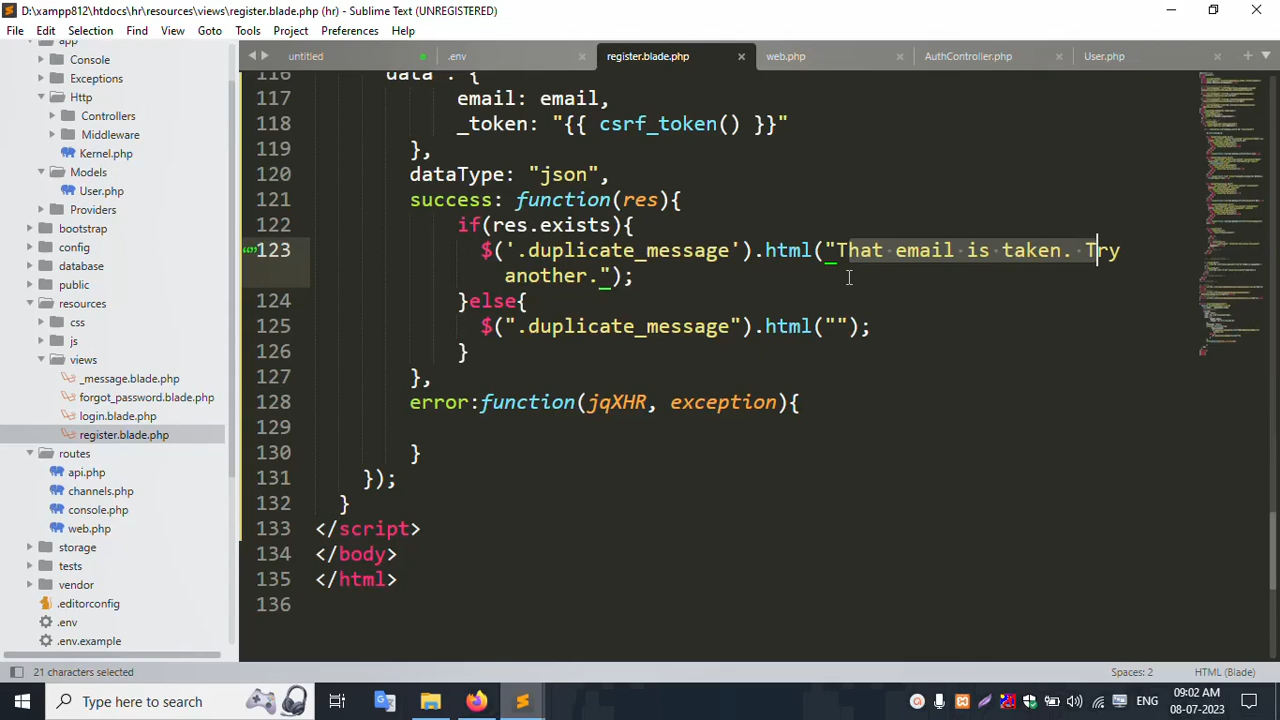 D:\xampp812\htdocs\hr\resources\views\register.blade.php (hr) - Sublime Text (UNREGISTERED)
File Edit Selection Find View Goto Tools Project Preferences Help
app
Console
Exceptions
Http
Controllers
Middleware
Kernel.php
Models
User.php
Providers
bootstrap
config
database
public
resources
css
js
views
_message.blade.php
forgot_password.blade.php
login.blade.php
register.blade.php
routes
api.php
channels.php
console.php
web.php
storage
tests
vendor
.editorconfig
.env
.env.example
untitled .env register.blade.php web.php AuthController.php User.php
116 data : {
117 email: email,
118 _token: "{{ csrf_token() }}"
119 },
120 dataType: "json",
121 success: function(res){
122 if(res.exists){
123 $('.duplicate_message').html("That email is taken. Try
another.");
124 }else{
125 $(".duplicate_message").html("");
126 }
127 },
128 error:function(jqXHR, exception){
129
130 }
131 });
132 }
133 </script>
134 </body>
135 </html>
136
21 characters selected Spaces: 2 HTML (Blade)
Type here to search ENG 09:02 AM
08-07-2023